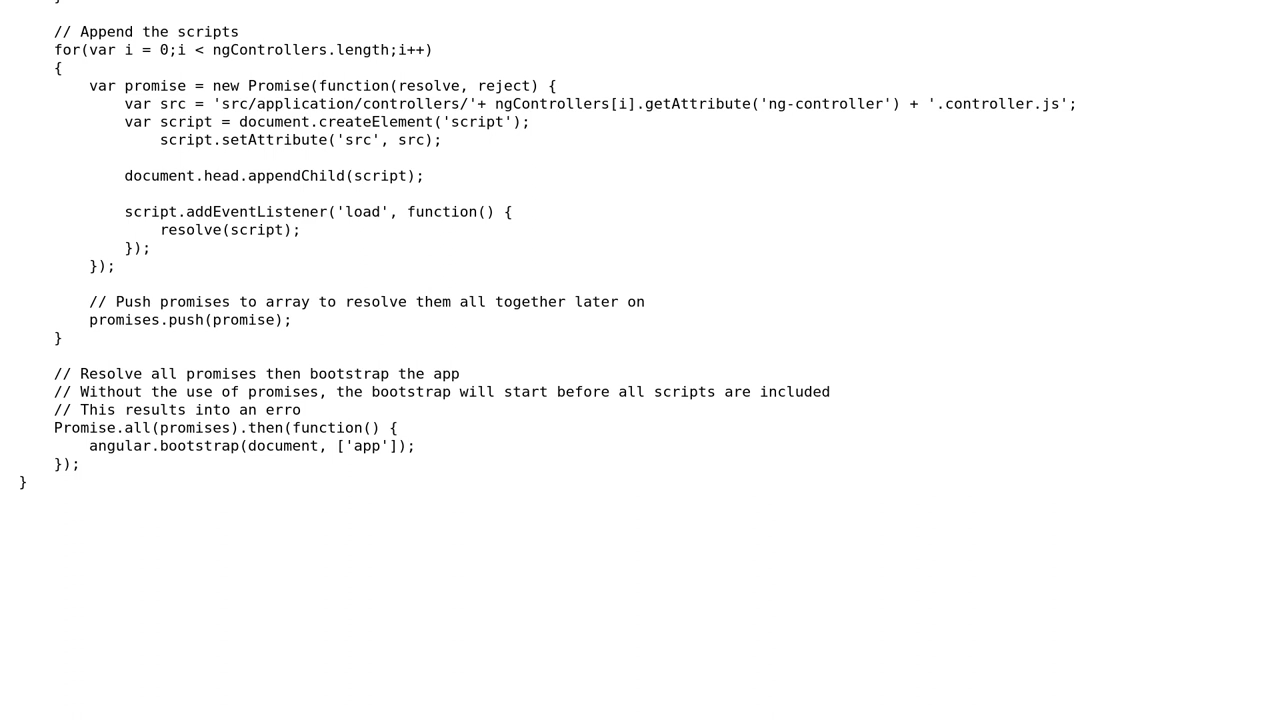 }
    // Append the scripts
    for(var i = 0;i < ngControllers.length;i++)
    {
        var promise = new Promise(function(resolve, reject) {
            var src = 'src/application/controllers/'+ ngControllers[i].getAttribute('ng-controller') + '.controller.js';
            var script = document.createElement('script');
                script.setAttribute('src', src);

            document.head.appendChild(script);

            script.addEventListener('load', function() {
                resolve(script);
            });
        });

        // Push promises to array to resolve them all together later on
        promises.push(promise);
    }

    // Resolve all promises then bootstrap the app
    // Without the use of promises, the bootstrap will start before all scripts are included
    // This results into an erro
    Promise.all(promises).then(function() {
        angular.bootstrap(document, ['app']);
    });
}